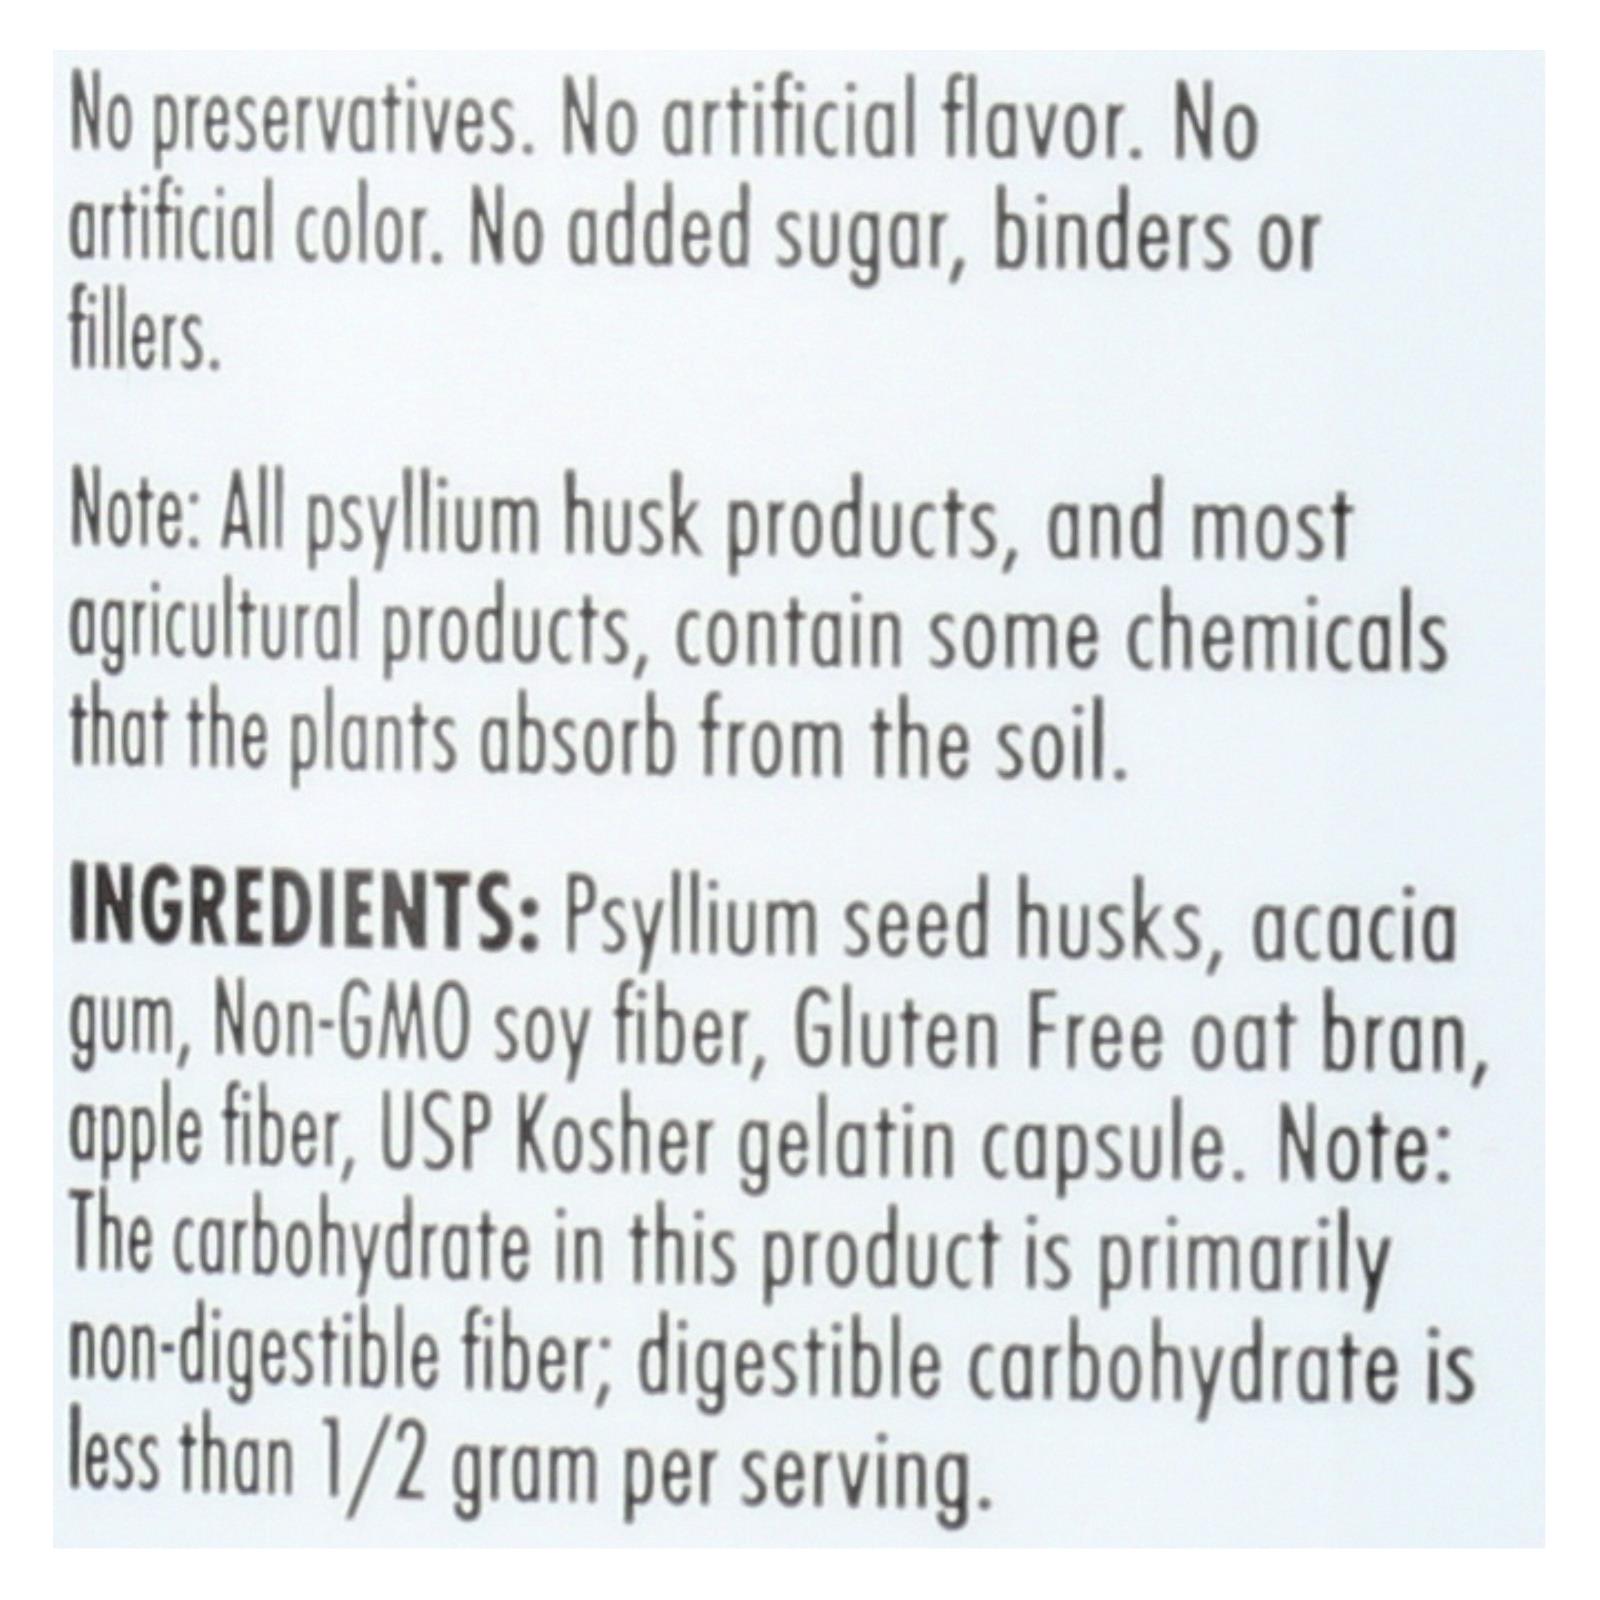 No preservatives. No artificial flavor. No
artificial color. No added sugar, binders or
fillers.
Note: All psyllium husk products, and most
agricultural products, contain some chemicals
that the plants absorb from the soil.
INGREDIENTS: Psyllium seed husks, acacia
gum, Non-GMO soy fiber, Gluten Free oat bran,
apple fiber, USP Kosher gelatin capsule. Note:
The carbohydrate in this product is primarily
non-digestible fiber; digestible carbohydrate is
less than 1/2 gram per serving.